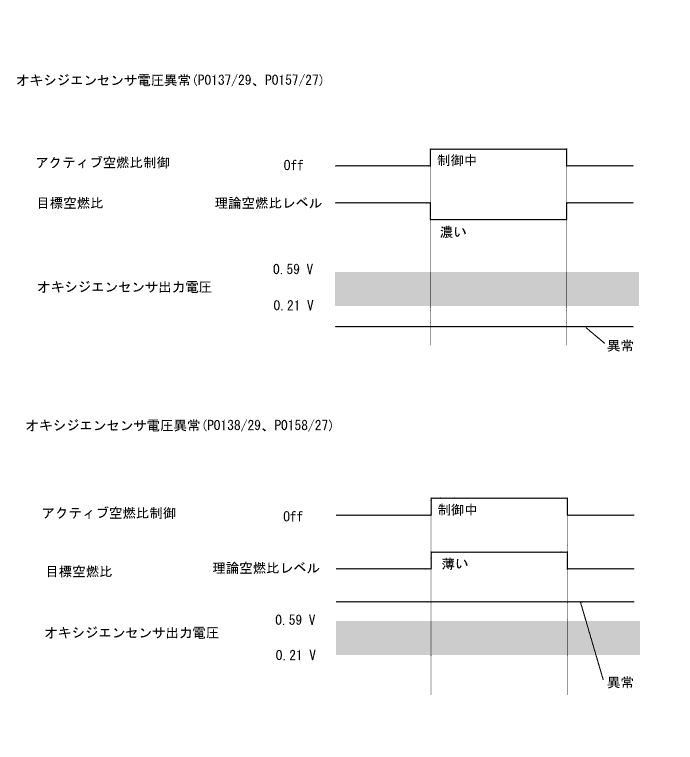 オキシジエンセンサ電圧異常(P0137/29、P0157/27)
アクティブ空燃比制御 Off 制御中
目標空燃比 理論空燃比レベル
濃い
0.59 V
オキシジエンセンサ出力電圧
0.21 V
異常
オキシジエンセンサ電圧異常(P0138/29、P0158/27)
アクティブ空燃比制御 Off 制御中
目標空燃比 理論空燃比レベル 薄い
0.59 V
オキシジエンセンサ出力電圧
0.21 V
異常